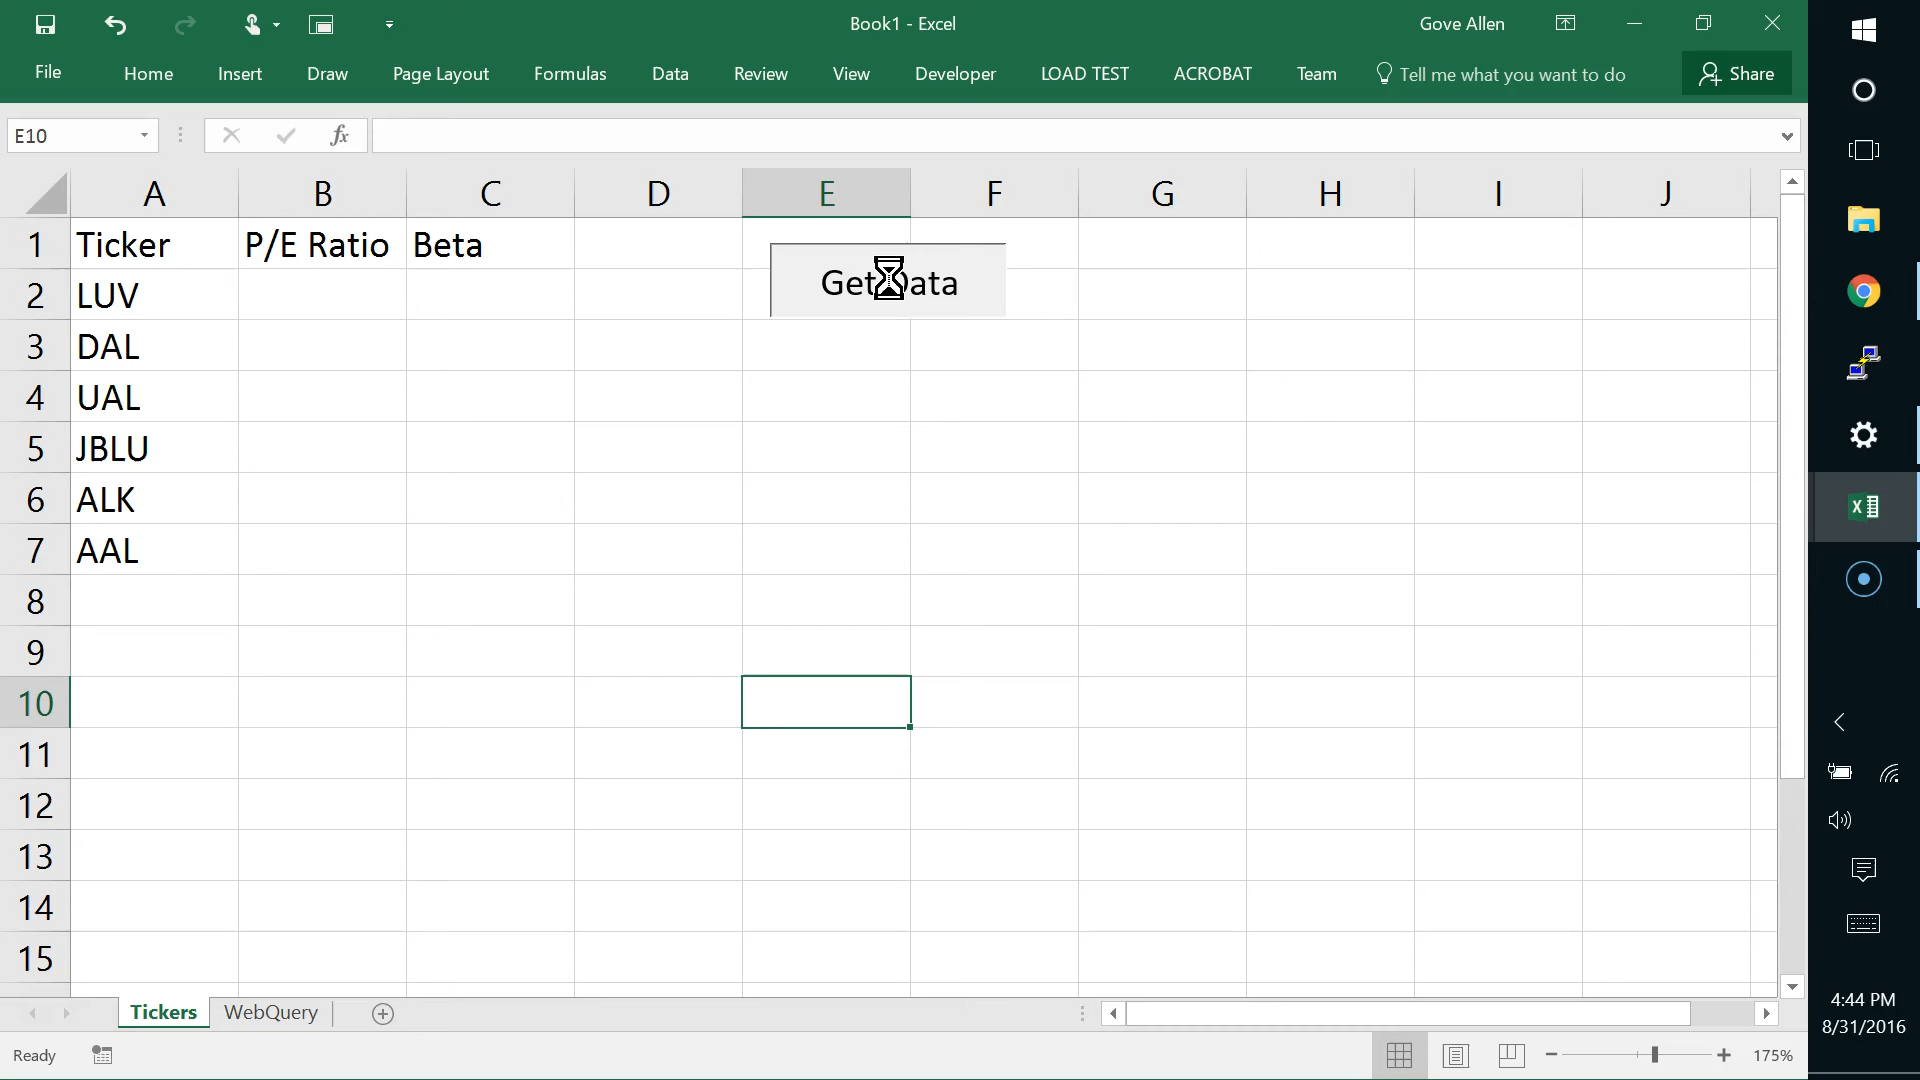 Book1 - Excel
Gove Allen
File Home Insert Draw Page Layout Formulas Data Review View Developer LOAD TEST ACROBAT Team Tell me what you want to do Share
E10 fx
A B C D E F G H I J
1 Ticker P/E Ratio Beta
Get Data
2 LUV
3 DAL
4 UAL
5 JBLU
6 ALK
7 AAL
8
9
10
11
12
13
14
15
Tickers WebQuery
Ready 175%
4:44 PM
8/31/2016